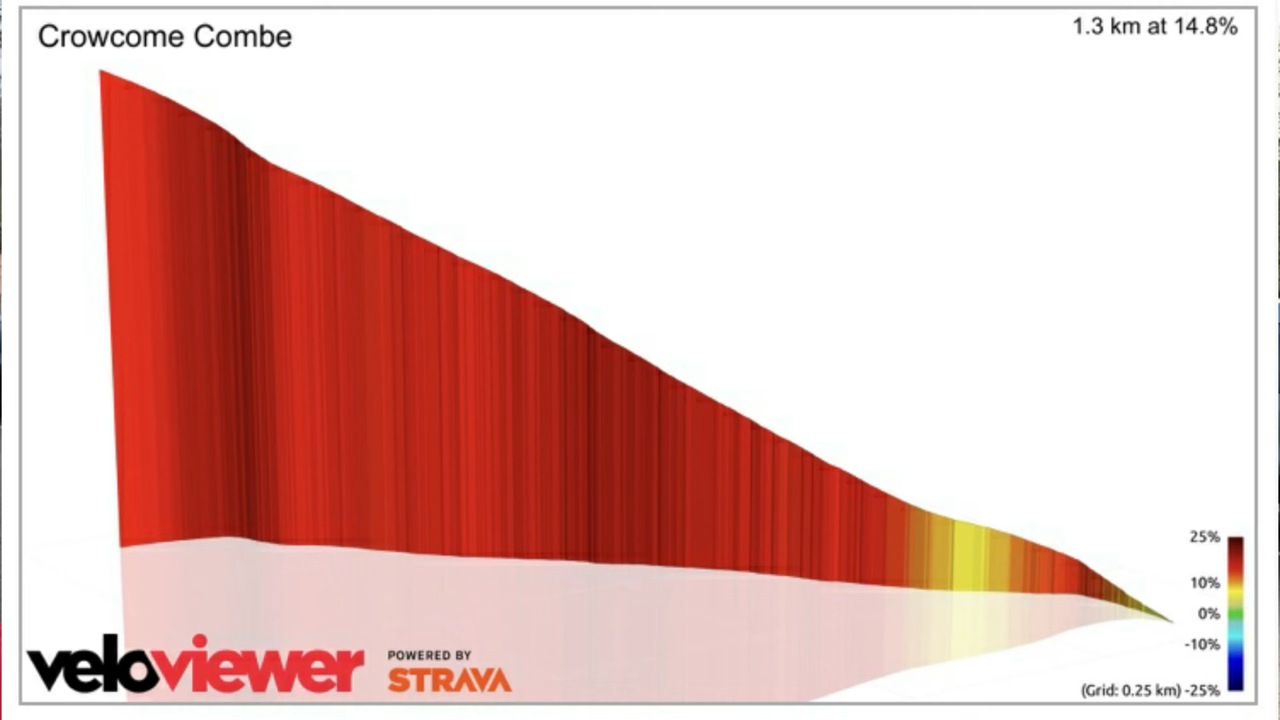 Crowcome Combe
1.3 km at 14.8%
25%
10%
0%
-10%
(Grid: 0.25 km) -25%
veloviewer
POWERED BY
STRAVA